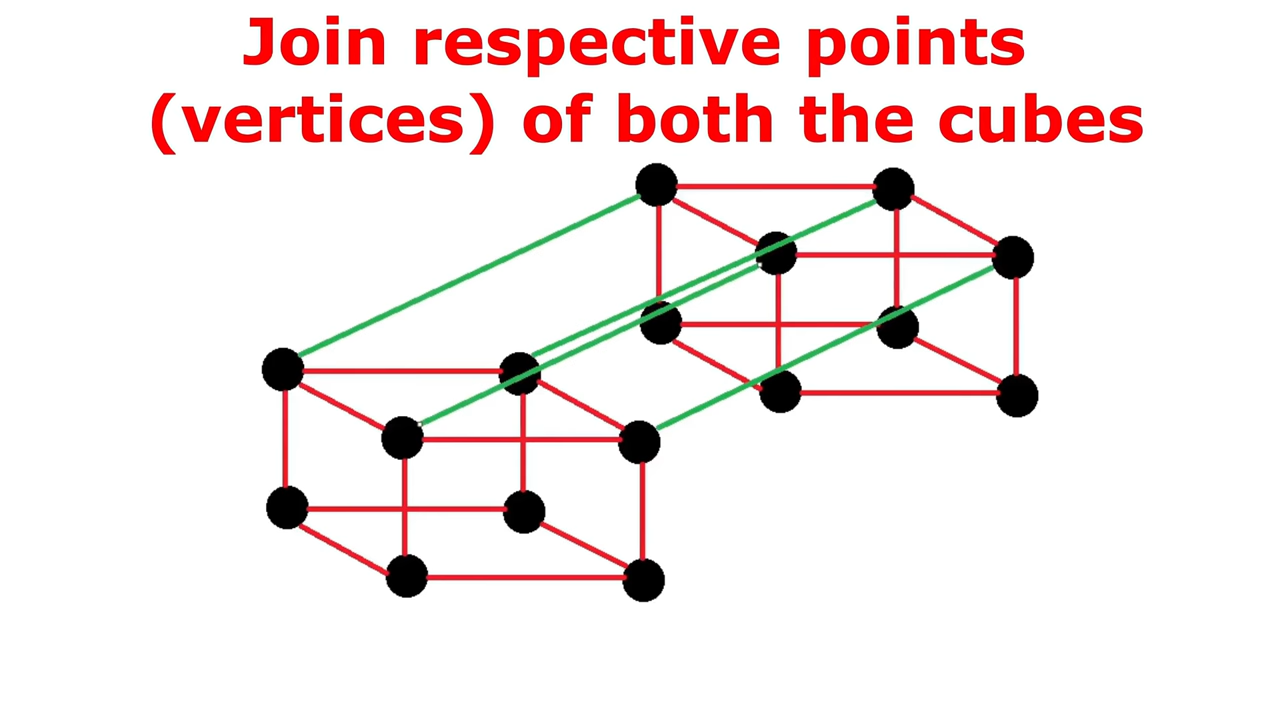 Join respective points
(vertices) of both the cubes